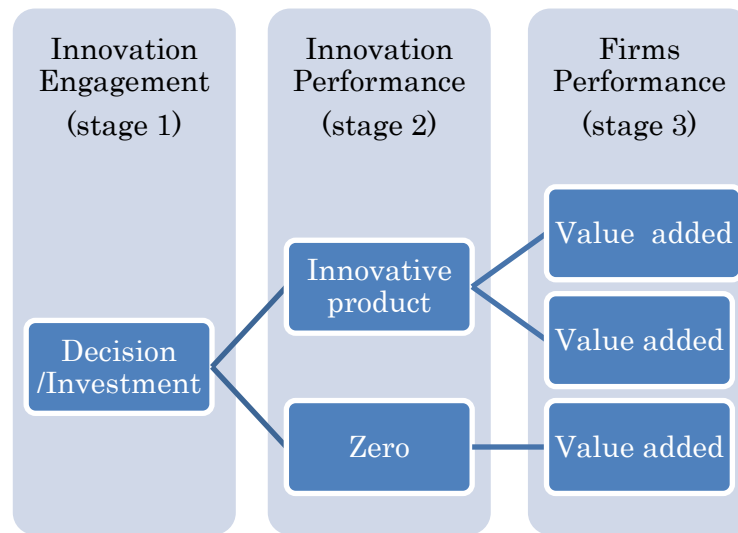 Innovation
Engagement
(stage 1)
Innovation
Performance
(stage 2)
Firms
Performance
(stage 3)
Decision
/Investment
Innovative
product
Zero
Value added
Value added
Value added